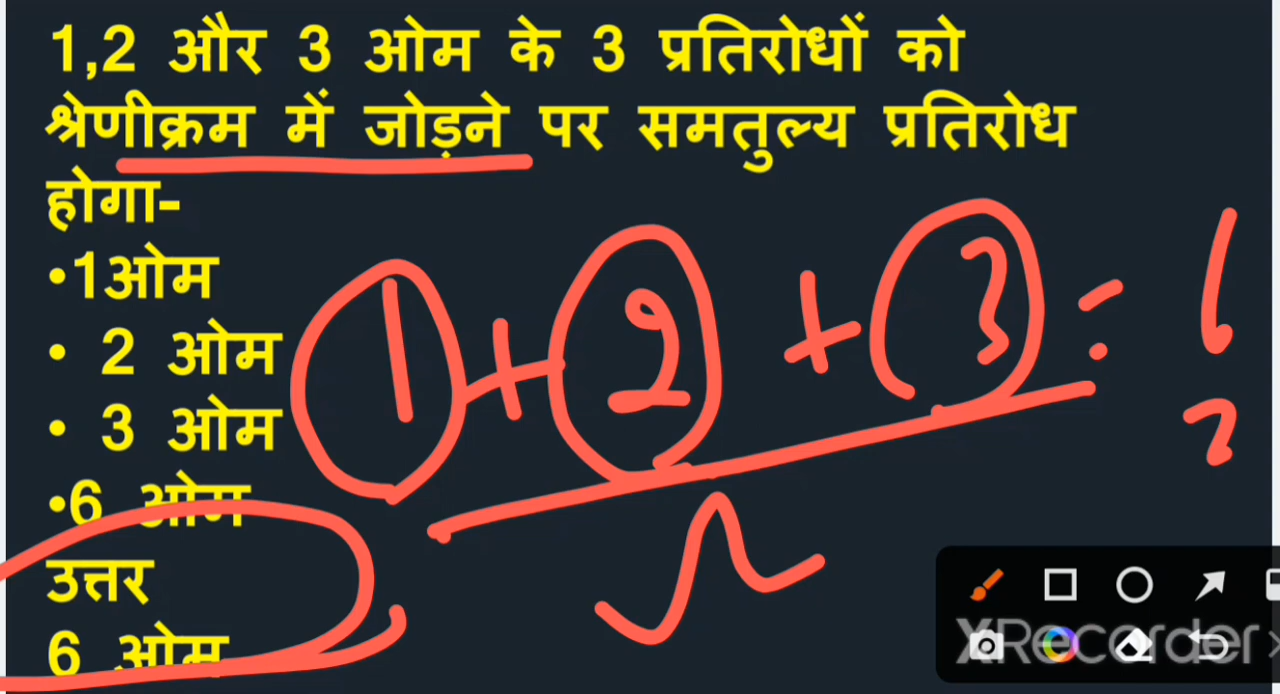 1,2 और 3 ओम के 3 प्रतिरोधों को
श्रेणीक्रम में जोड़ने पर समतुल्य प्रतिरोध
होगा-
•1ओम
• 2 ओम
• 3 ओम
•6 ओम
उत्तर
6 ओम
1+2+3=
XRecorder